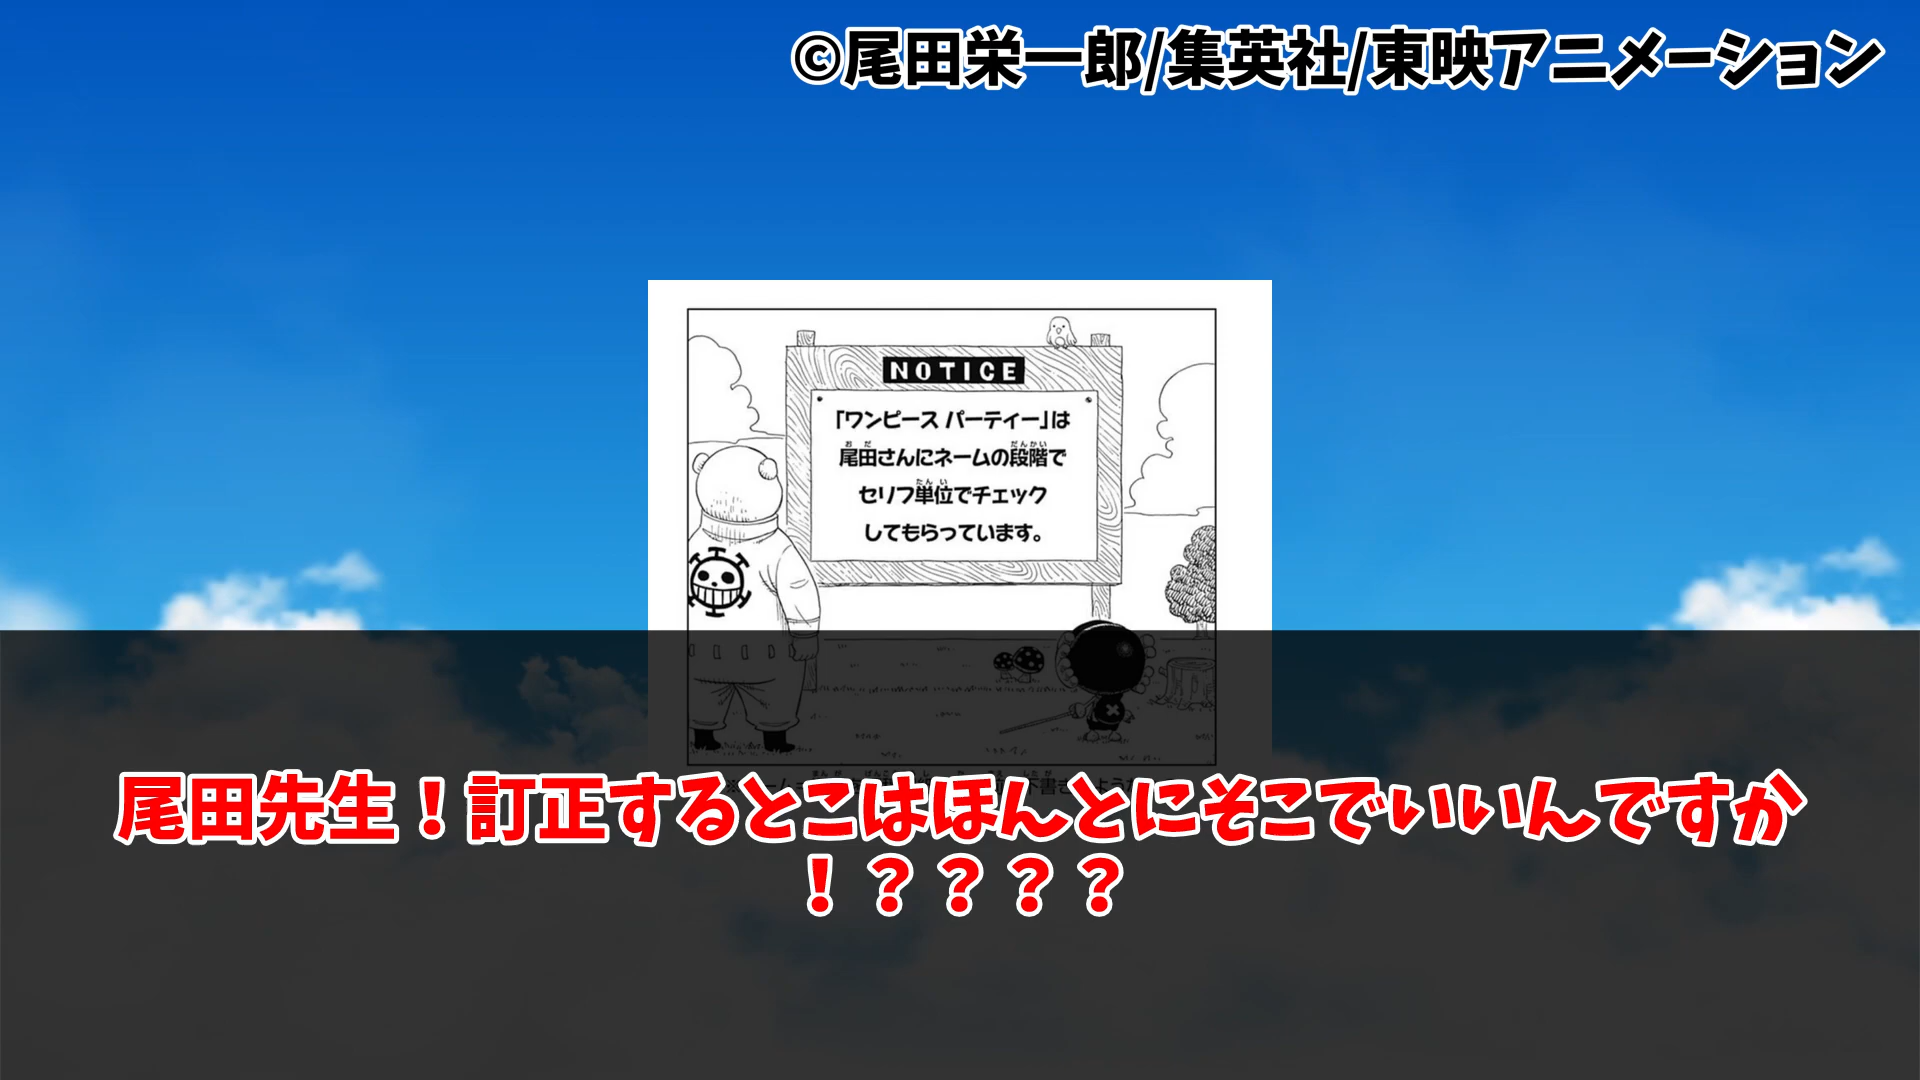 ©尾田栄一郎/集英社/東映アニメーション
NOTICE
「ワンピース パーティー」は
尾田さんにネームの段階で
セリフ単位でチェック
してもらっています。
尾田先生！訂正するとこはほんとにそこでいいんですか
！？？？？